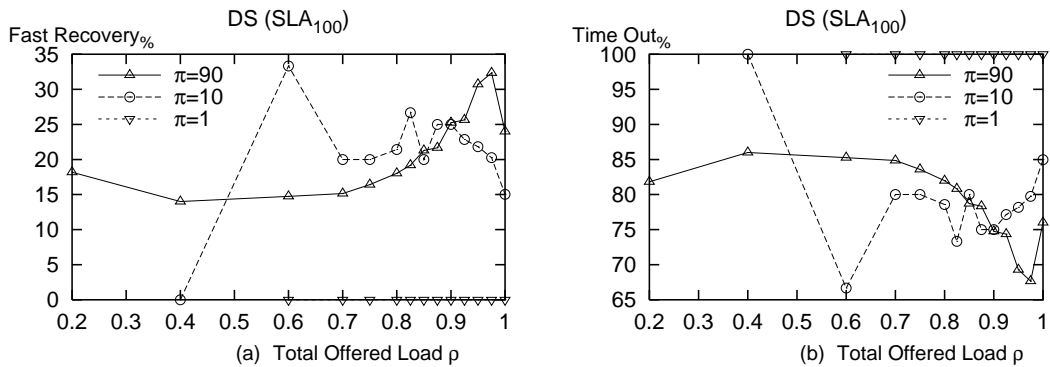 DS (SLA100)
Fast Recovery%
35
30
25
20
15
10
5
0
π=90
π=10
π=1
0.2 0.3 0.4 0.5 0.6 0.7 0.8 0.9 1
(a) Total Offered Load ρ
DS (SLA100)
Time Out%
100
95
90
85
80
75
70
65
π=90
π=10
π=1
0.2 0.3 0.4 0.5 0.6 0.7 0.8 0.9 1
(b) Total Offered Load ρ